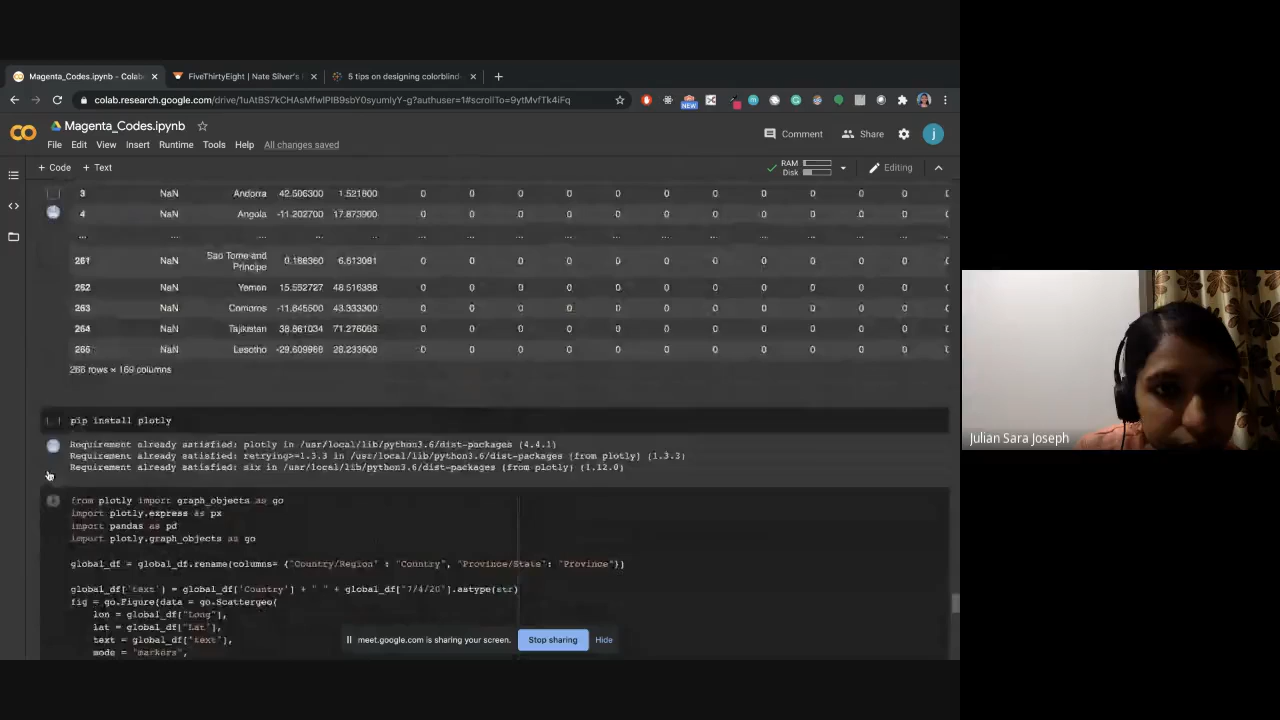 Magenta_Codes.ipynb - Colab
FiveThirtyEight | Nate Silver's
5 tips on designing colorblind-
colab.research.google.com/drive/1uAtBS7kCHAsMfwlPIB9sbY0syumlyY-g?authuser=1#scrollTo=9ytMvfTk4iFq
NEW
Magenta_Codes.ipynb
Comment
Share
j
File Edit View Insert Runtime Tools Help All changes saved
+ Code + Text
RAM
Disk
Editing
3 NaN Andorra 42.506300 1.521800 0 0 0 0 0 0 0 0 0 0 0
4 NaN Angola -11.202700 17.873900 0 0 0 0 0 0 0 0 0 0 0
... ... ... ... ... ... ... ... ... ... ... ... ... ... ... ...
261 NaN Sao Tome and Principe 0.186360 6.613081 0 0 0 0 0 0 0 0 0 0 0
262 NaN Yemen 15.552727 48.516388 0 0 0 0 0 0 0 0 0 0 0
263 NaN Comoros -11.645500 43.333300 0 0 0 0 0 0 0 0 0 0 0
264 NaN Tajikistan 38.861034 71.276093 0 0 0 0 0 0 0 0 0 0 0
265 NaN Lesotho -29.609988 28.233608 0 0 0 0 0 0 0 0 0 0 0
266 rows × 169 columns
pip install plotly
Requirement already satisfied: plotly in /usr/local/lib/python3.6/dist-packages (4.4.1)
Requirement already satisfied: retrying>=1.3.3 in /usr/local/lib/python3.6/dist-packages (from plotly) (1.3.3)
Requirement already satisfied: six in /usr/local/lib/python3.6/dist-packages (from plotly) (1.12.0)
from plotly import graph_objects as go
import plotly.express as px
import pandas as pd
import plotly.graph_objects as go
global_df = global_df.rename(columns= {"Country/Region" : "Country", "Province/State": "Province"})
global_df['text'] = global_df['Country'] + " " + global_df["7/4/20"].astype(str)
fig = go.Figure(data = go.Scattergeo(
lon = global_df["Long"],
lat = global_df["Lat"],
text = global_df["text"],
mode = "markers",
meet.google.com is sharing your screen.
Stop sharing
Hide
Julian Sara Joseph